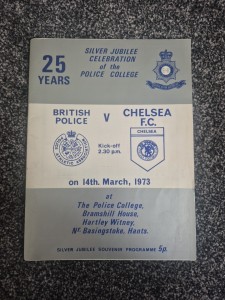 25
YEARS
SILVER JUBILEE
CELEBRATION
of the
POLICE COLLEGE
BRITISH
POLICE
V
CHELSEA
F.C.
Kick-off
2.30 p.m.
CHELSEA
on 14th. March, 1973
at
The Police College,
Bramshill House,
Hartley Witney,
Nr. Basingstoke. Hants.
SILVER JUBILEE SOUVENIR PROGRAMME 5p.